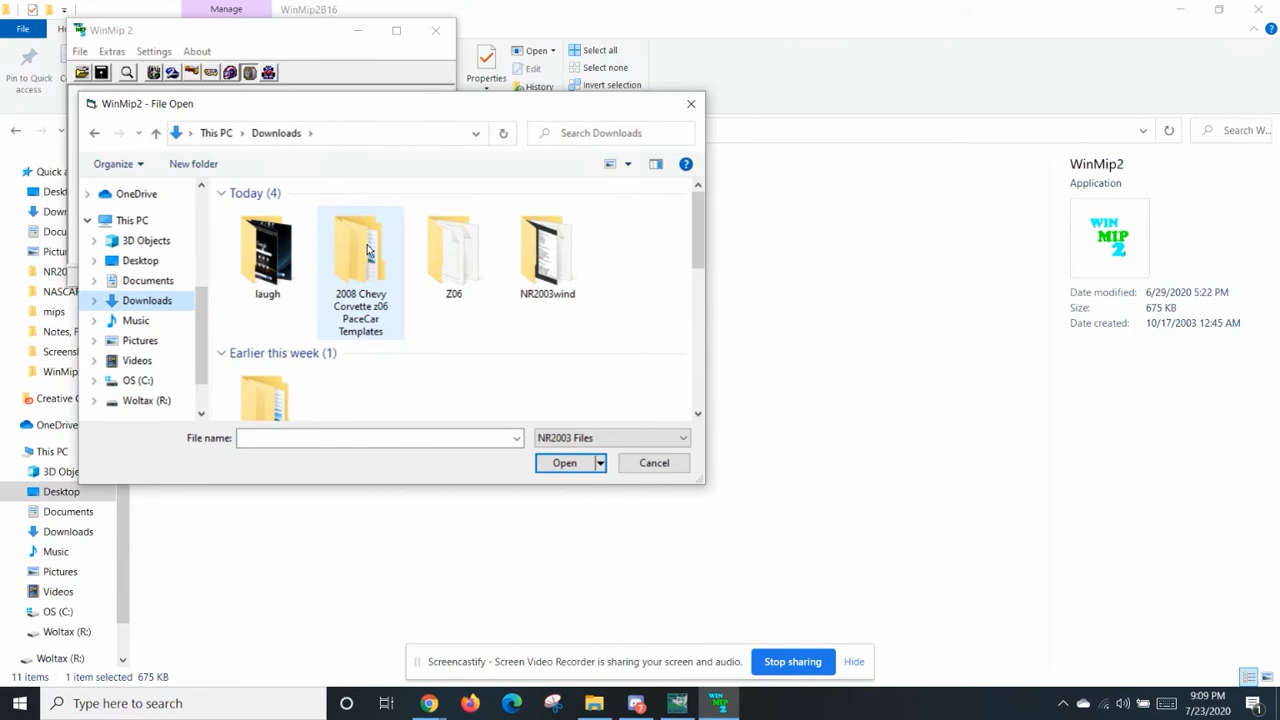 Manage
WinMip2B16
File
WinMip 2
File Extras Settings About
Pin to Quick
access
Properties
Open
Edit
History
Select all
Select none
Invert selection
WinMip2 - File Open
This PC
Downloads
Search Downloads
Search W...
Organize
New folder
OneDrive
This PC
3D Objects
Desktop
Documents
Downloads
Music
Pictures
Videos
OS (C:)
Woltax (R:)
Today (4)
laugh
2008 Chevy
Corvette z06
PaceCar
Templates
Z06
NR2003wind
Earlier this week (1)
File name:
NR2003 Files
Open
Cancel
mips
Notes,
OneDrive
This PC
Desktop
Documents
Downloads
Music
Pictures
Videos
OS (C:)
Woltax (R:)
Woltax (R:)
11 items 1 item selected 675 KB
WinMip2
Application
WIN
MIP
2
Date modified: 6/29/2020 5:22 PM
Size: 675 KB
Date created: 10/17/2003 12:45 AM
Screencastify - Screen Video Recorder is sharing your screen and audio.
Stop sharing
Hide
Type here to search
WIN
MIP
2
9:09 PM
7/23/2020